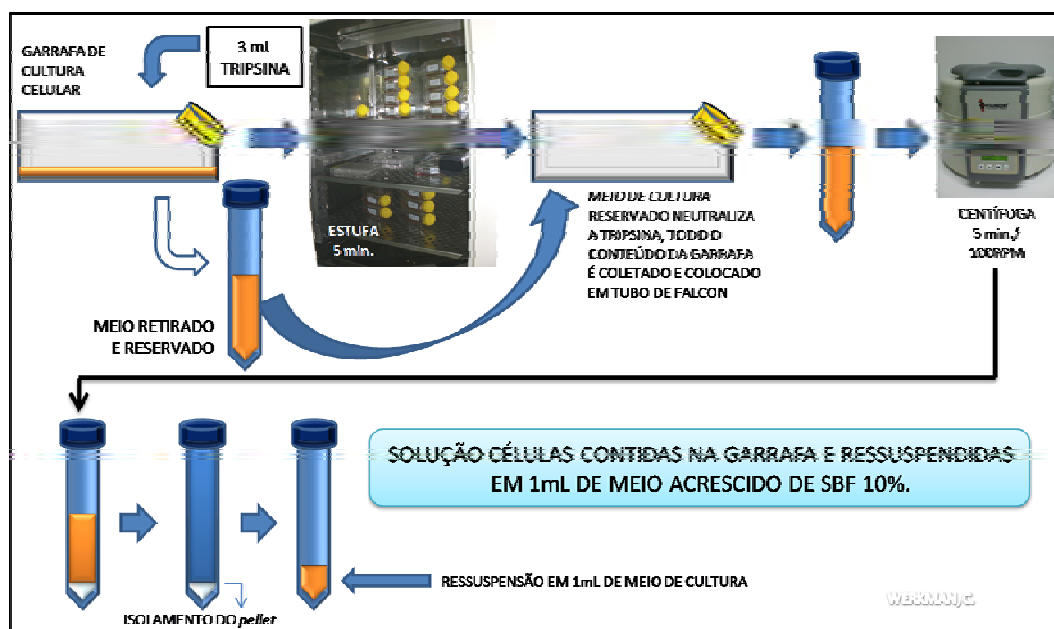 GARRAFA DE
CULTURA
CELULAR
3 ml
TRIPSINA
ESTUFA
5 min.
MEIO RETIRADO
E RESERVADO
MEIO DE CULTURA
RESERVADO NEUTRALIZA
A TRIPSINA, TODO O
CONTEÚDO DA GARRAFA
É COLETADO E COLOCADO
EM TUBO DE FALCON
CENTÍFOGA
5 min./
100RPM
SOLUÇÃO CÉLULAS CONTIDAS NA GARRAFA E RESSUSPENDIDAS
EM 1mL DE MEIO ACRESCIDO DE SBF 10%.
RESSUSPENSÃO EM 1mL DE MEIO DE CULTURA
ISOLAMENTO DO pellet
WERKMAN/C.